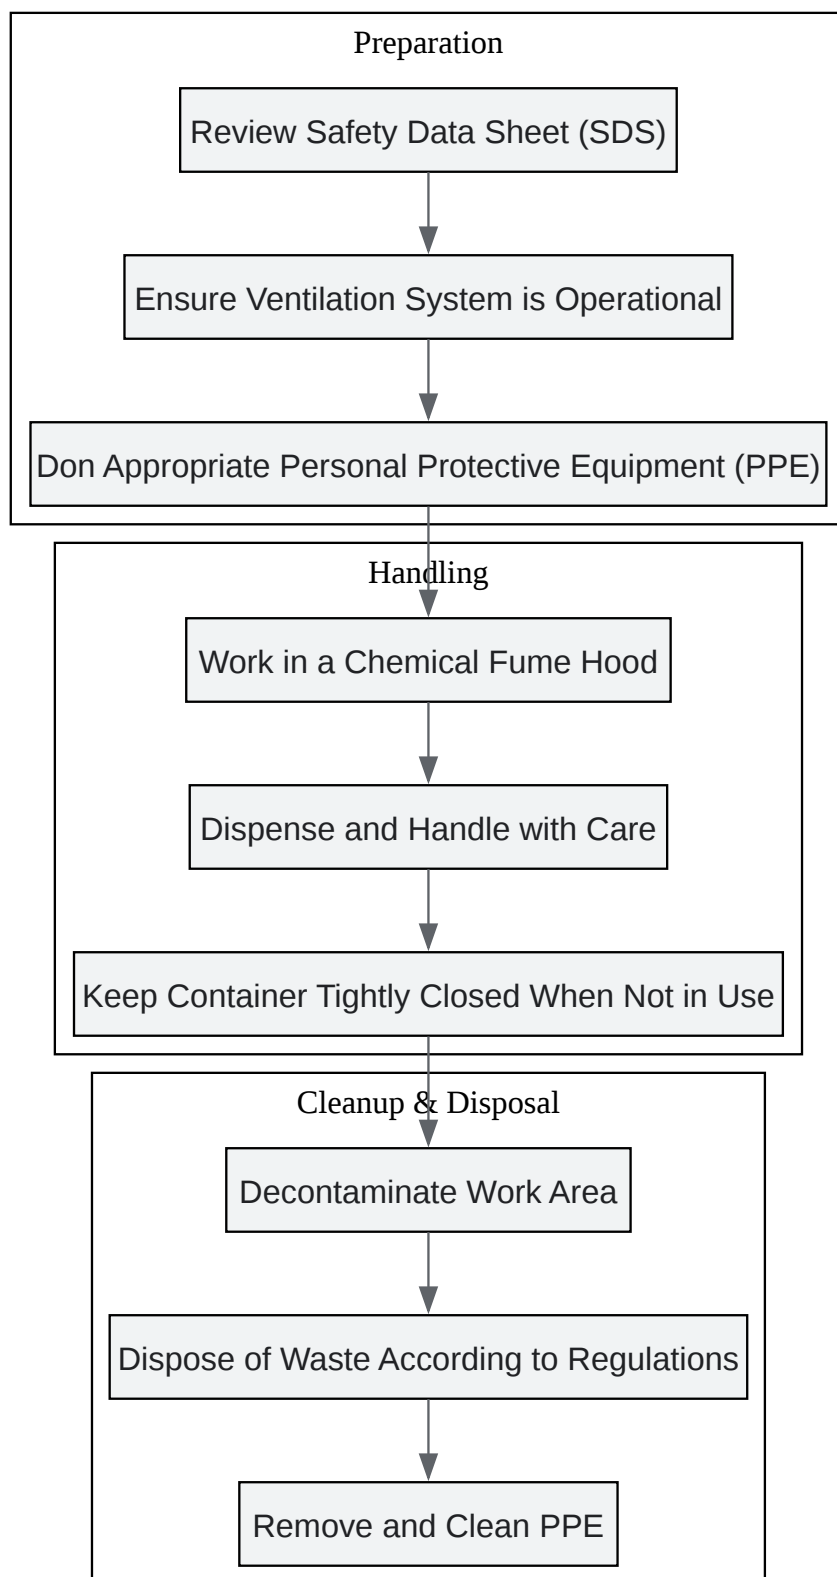 Preparation
Review Safety Data Sheet (SDS)
Ensure Ventilation System is Operational
Don Appropriate Personal Protective Equipment (PPE)
Handling
Work in a Chemical Fume Hood
Dispense and Handle with Care
Keep Container Tightly Closed When Not in Use
Cleanup & Disposal
Decontaminate Work Area
Dispose of Waste According to Regulations
Remove and Clean PPE